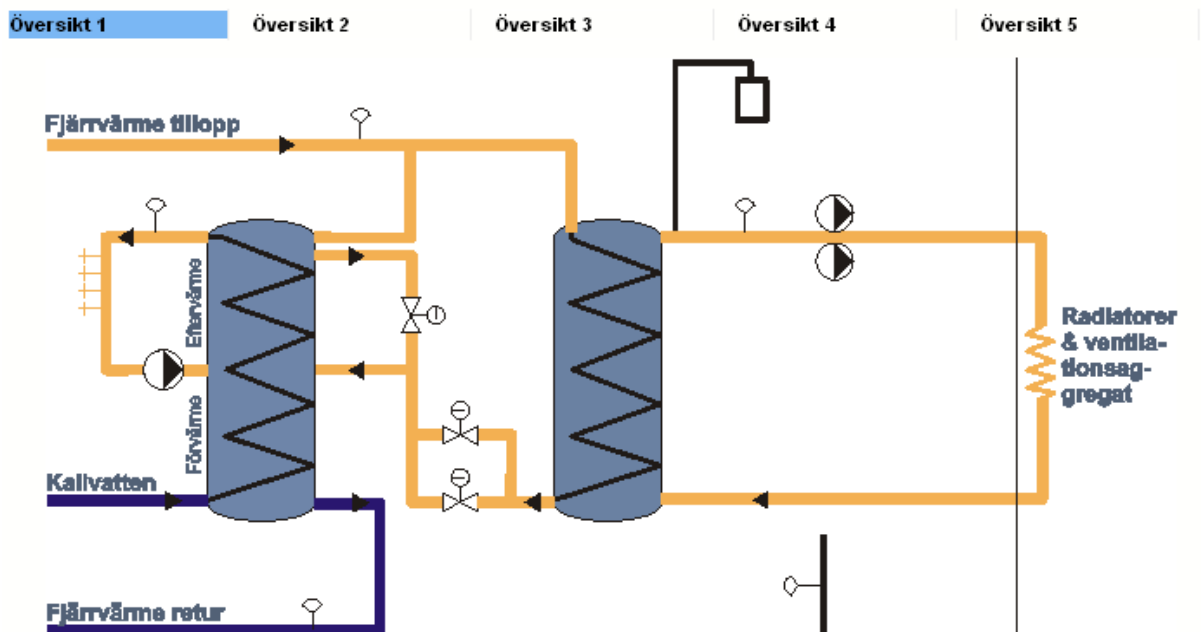 Översikt 1
Översikt 2
Översikt 3
Översikt 4
Översikt 5
Fjärrvärme tillopp
Eftervärme
Förvärme
Kallvatten
Fjärrvärme retur
Radiatorer
& ventila-
tionsag-
gregat